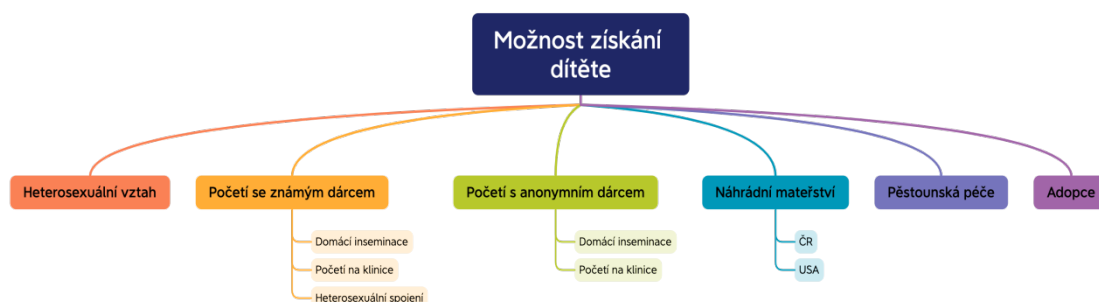 Možnost získání
dítěte
Heterosexuální vztah
Početí se známým dárcem
Početí s anonymním dárcem
Náhrádní mateřství
Pěstounská péče
Adopce
Domácí inseminace
Početí na klinice
Heterosexuální spojení
Domácí inseminace
Početí na klinice
ČR
USA